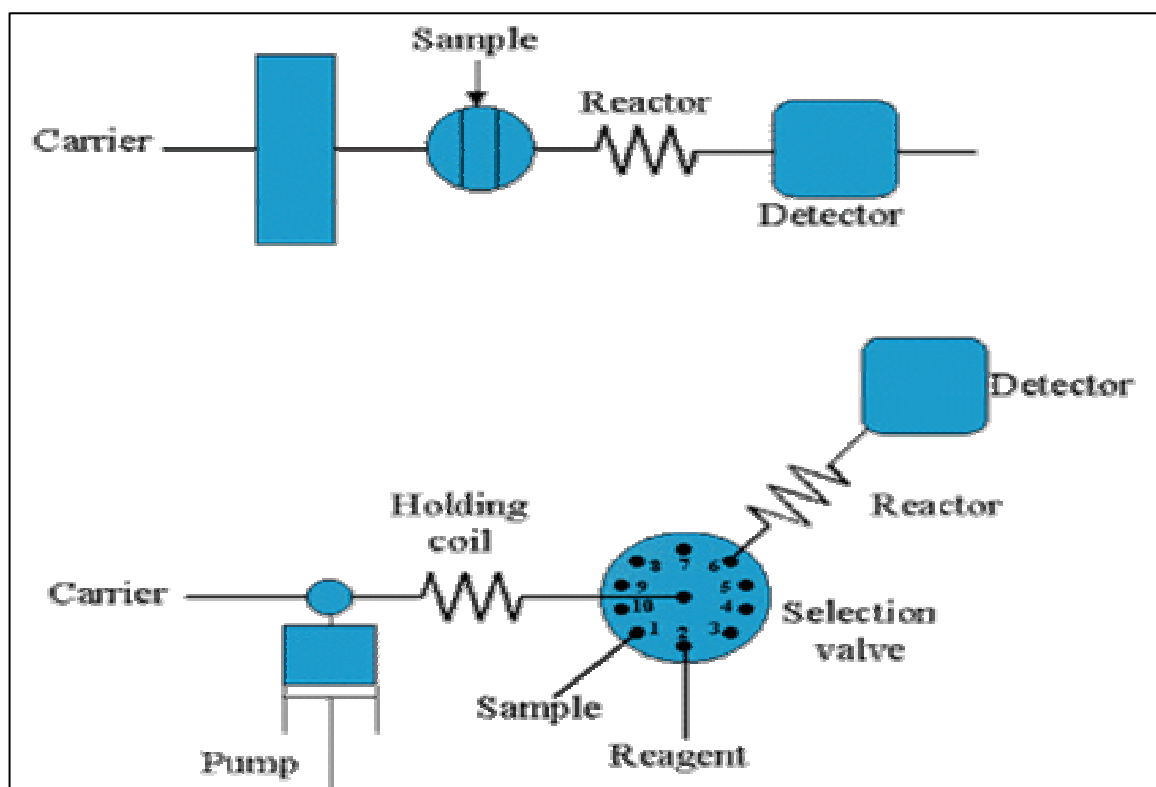 Sample
Carrier
Reactor
Detector
Detector
Reactor
Holding
coil
Carrier
8 7 6
9 5
10 4
1 2 3
Selection
valve
Sample
Reagent
Pump